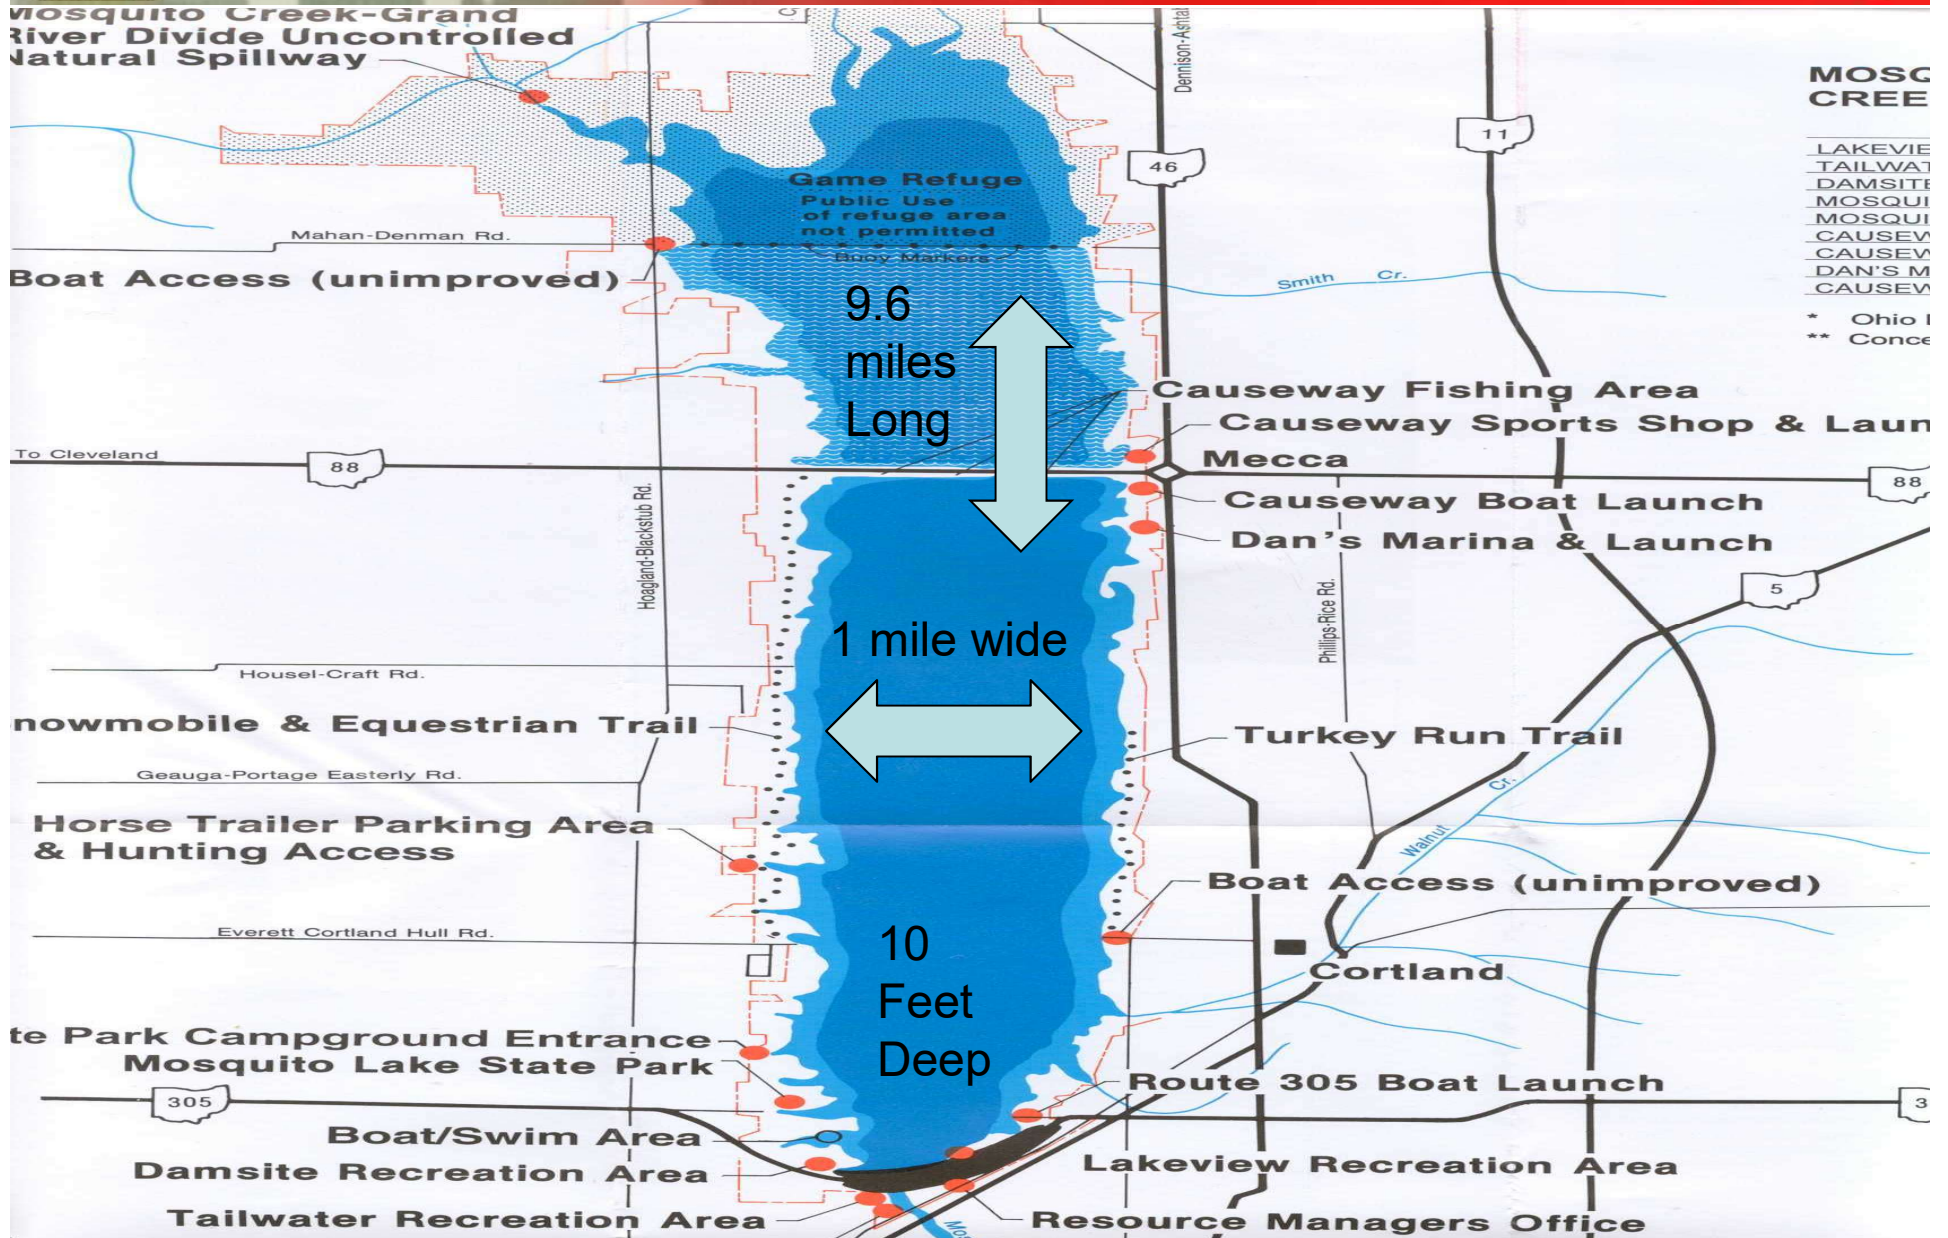 Mosquito Creek-Grand
River Divide Uncontrolled
Natural Spillway
Dennison-Ashtab
MOSQ
CREE
11
46
LAKEVIE
TAILWAT
DAMSITE
MOSQUI
MOSQUI
CAUSEW
CAUSEW
DAN'S M
CAUSEW
* Ohio
** Conce
Game Refuge
Public Use
of refuge area
not permitted
Mahan-Denman Rd.
Buoy Markers
Boat Access (unimproved)
Smith Cr.
9.6
miles
Long
Causeway Fishing Area
Causeway Sports Shop & Laun
To Cleveland
88
Mecca
88
Hoagland-Blackstub Rd.
Causeway Boat Launch
Dan's Marina & Launch
5
Phillips-Rice Rd.
1 mile wide
Housel-Craft Rd.
nowmobile & Equestrian Trail
Turkey Run Trail
Geauga-Portage Easterly Rd.
Walnut Cr.
Horse Trailer Parking Area
& Hunting Access
Boat Access (unimproved)
Everett Cortland Hull Rd.
10
Feet
Deep
Cortland
te Park Campground Entrance
Mosquito Lake State Park
Route 305 Boat Launch
305
3
Boat/Swim Area
Damsite Recreation Area
Lakeview Recreation Area
Tailwater Recreation Area
Resource Managers Office
Mos